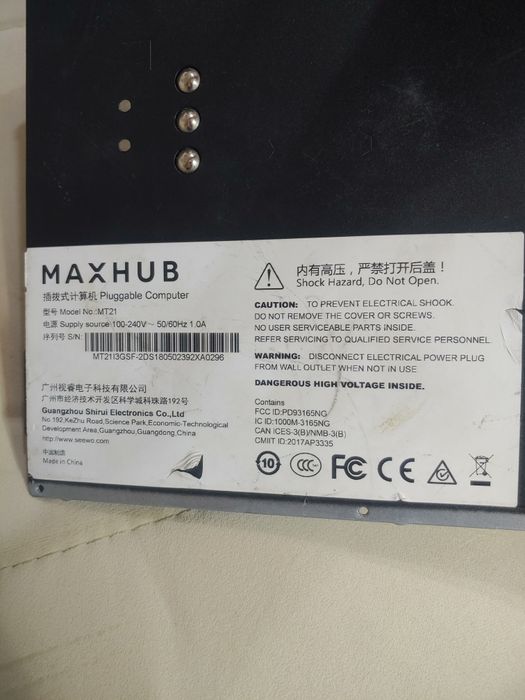 MAXHUB
插拔式计算机 Pluggable Computer
型号 Model No.:MT21
电源 Supply source:100-240V～ 50/60Hz 1.0A
序列号 S/N:
MT21I3GSF-2DS180502392XA0296
广州视睿电子科技有限公司
广州市经济技术开发区科学城科珠路192号
Guangzhou Shirui Electronics Co.,Ltd
No.192,KeZhu Road,Science Park,Economic-Technological
Development Area,Guangzhou,Guangdong,China
http://www.seewo.com
中国制造
Made in China
内有高压，严禁打开后盖！
Shock Hazard, Do Not Open.
CAUTION: TO PREVENT ELECTRICAL SHOCK.
DO NOT REMOVE THE COVER OR SCREWS.
NO USER SERVICEABLE PARTS INSIDE.
REFER SERVICING TO QUALIFIED SERVICE PERSONNEL.
WARNING: DISCONNECT ELECTRICAL POWER PLUG
FROM WALL OUTLET WHEN NOT IN USE
DANGEROUS HIGH VOLTAGE INSIDE.
Contains
FCC ID:PD93165NG
IC ID:1000M-3165NG
CAN ICES-3(B)/NMB-3(B)
CMIIT ID:2017AP3335
10 CCC FC CE